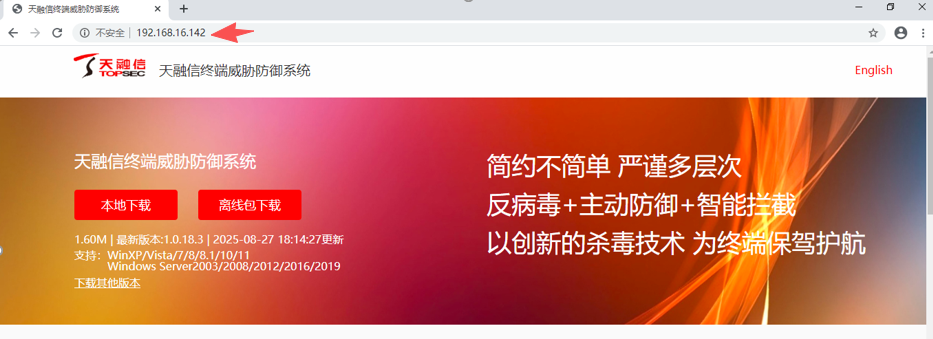 天融信终端威胁防御系统
不安全 | 192.168.16.142
天融信
TOPSEC
天融信终端威胁防御系统
English
天融信终端威胁防御系统
本地下载
离线包下载
1.60M | 最新版本:1.0.18.3 | 2025-08-27 18:14:27更新
支持：WinXP/Vista/7/8/8.1/10/11
Windows Server2003/2008/2012/2016/2019
下载其他版本
简约不简单 严谨多层次
反病毒+主动防御+智能拦截
以创新的杀毒技术 为终端保驾护航